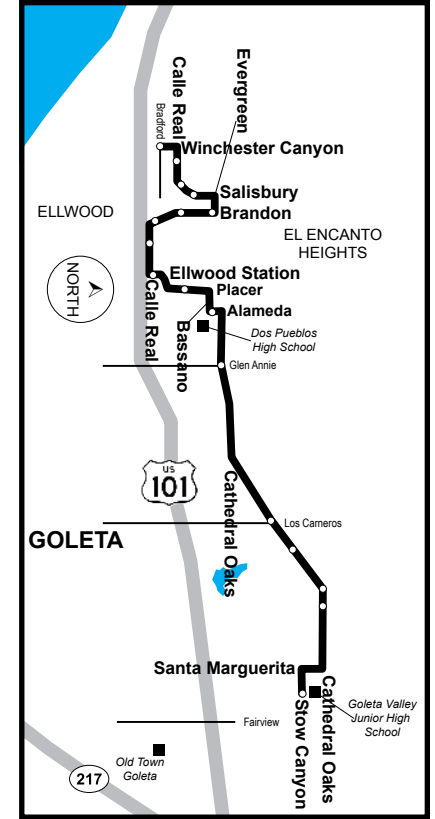 Evergreen
Calle Real
Bradford
Winchester Canyon
Salisbury
Brandon
ELLWOOD
EL ENCANTO
HEIGHTS
NORTH
Ellwood Station
Placer
Alameda
Calle Real
Bassano
Dos Pueblos
High School
Glen Annie
US
101
Cathedral Oaks
Los Carneros
GOLETA
Santa Marguerita
Cathedral Oaks
Stow Canyon
Goleta Valley
Junior High
School
Fairview
Old Town
Goleta
217